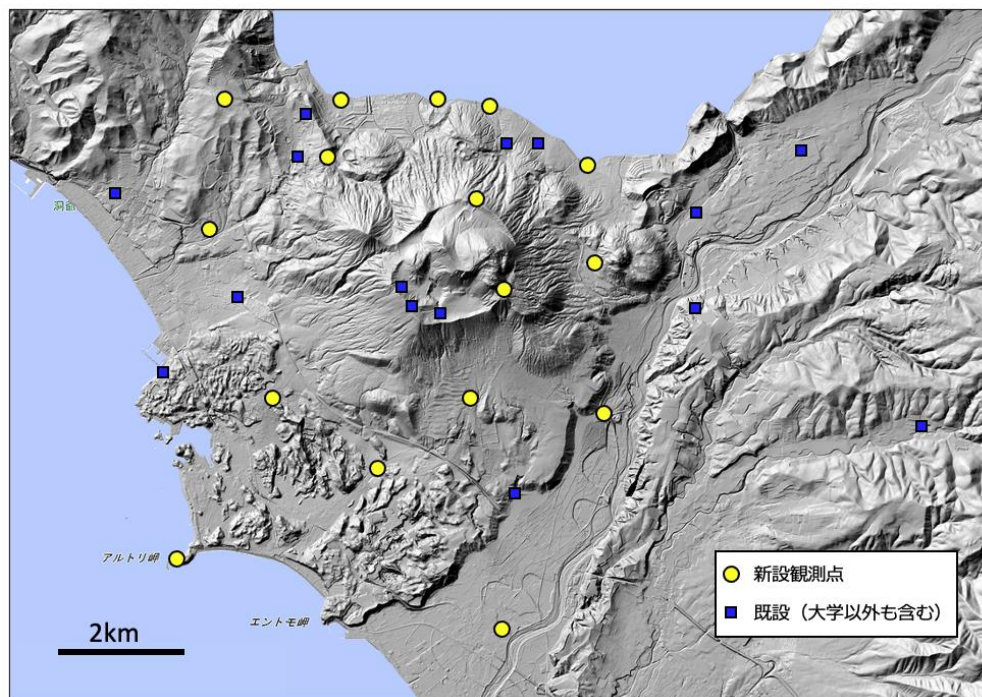 洞爺
アルトリ岬
エントモ岬
2km
新設観測点
既設（大学以外も含む）